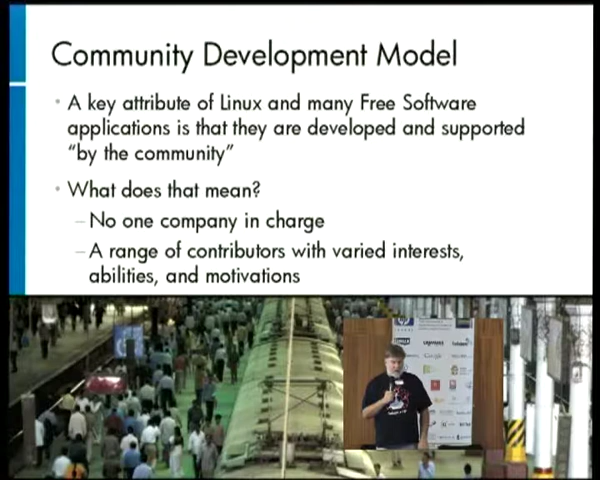 Community Development Model
A key attribute of Linux and many Free Software
applications is that they are developed and supported
“by the community”
What does that mean?
– No one company in charge
– A range of contributors with varied interests,
abilities, and motivations
hp
Google